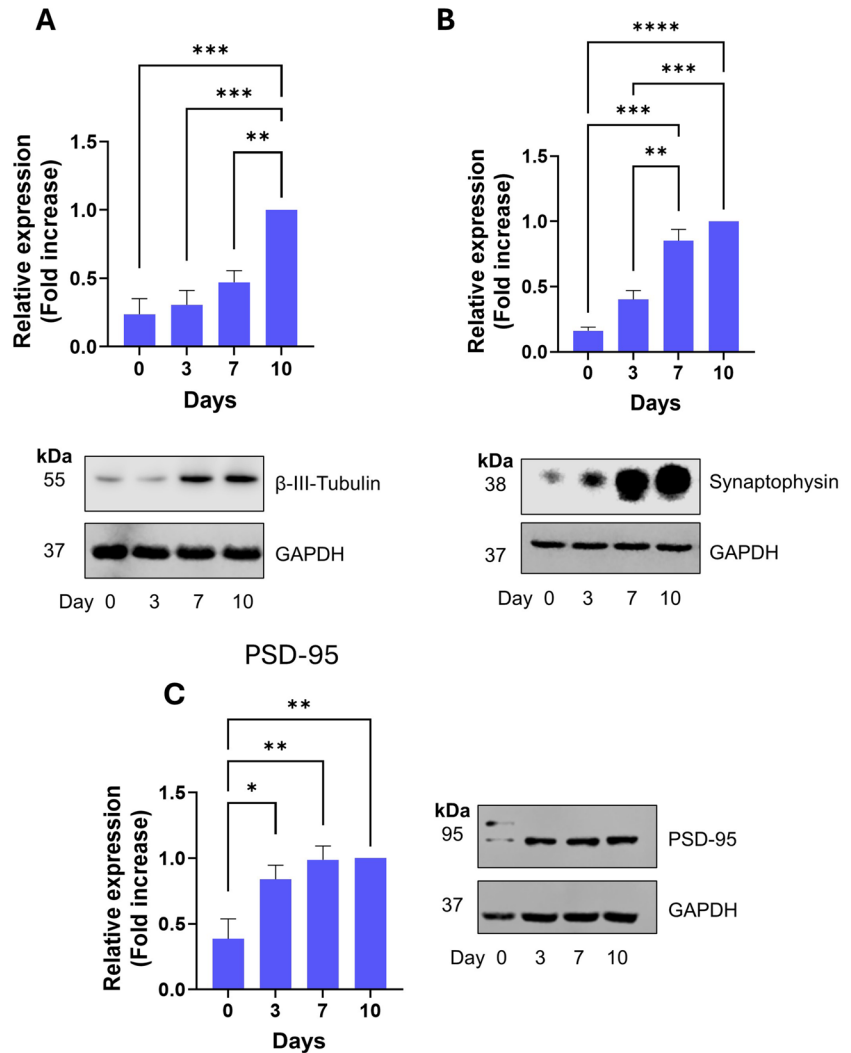 A
***
***
**
Relative expression
(Fold increase)
1.5
1.0
0.5
0.0
0 3 7 10
Days
kDa
55
β-III-Tubulin
37
GAPDH
Day 0 3 7 10
B
****
***
***
**
Relative expression
(Fold increase)
1.5
1.0
0.5
0.0
0 3 7 10
Days
kDa
38
Synaptophysin
37
GAPDH
Day 0 3 7 10
PSD-95
C
**
**
*
Relative expression
(Fold increase)
1.5
1.0
0.5
0.0
0 3 7 10
Days
kDa
95
PSD-95
37
GAPDH
Day 0 3 7 10